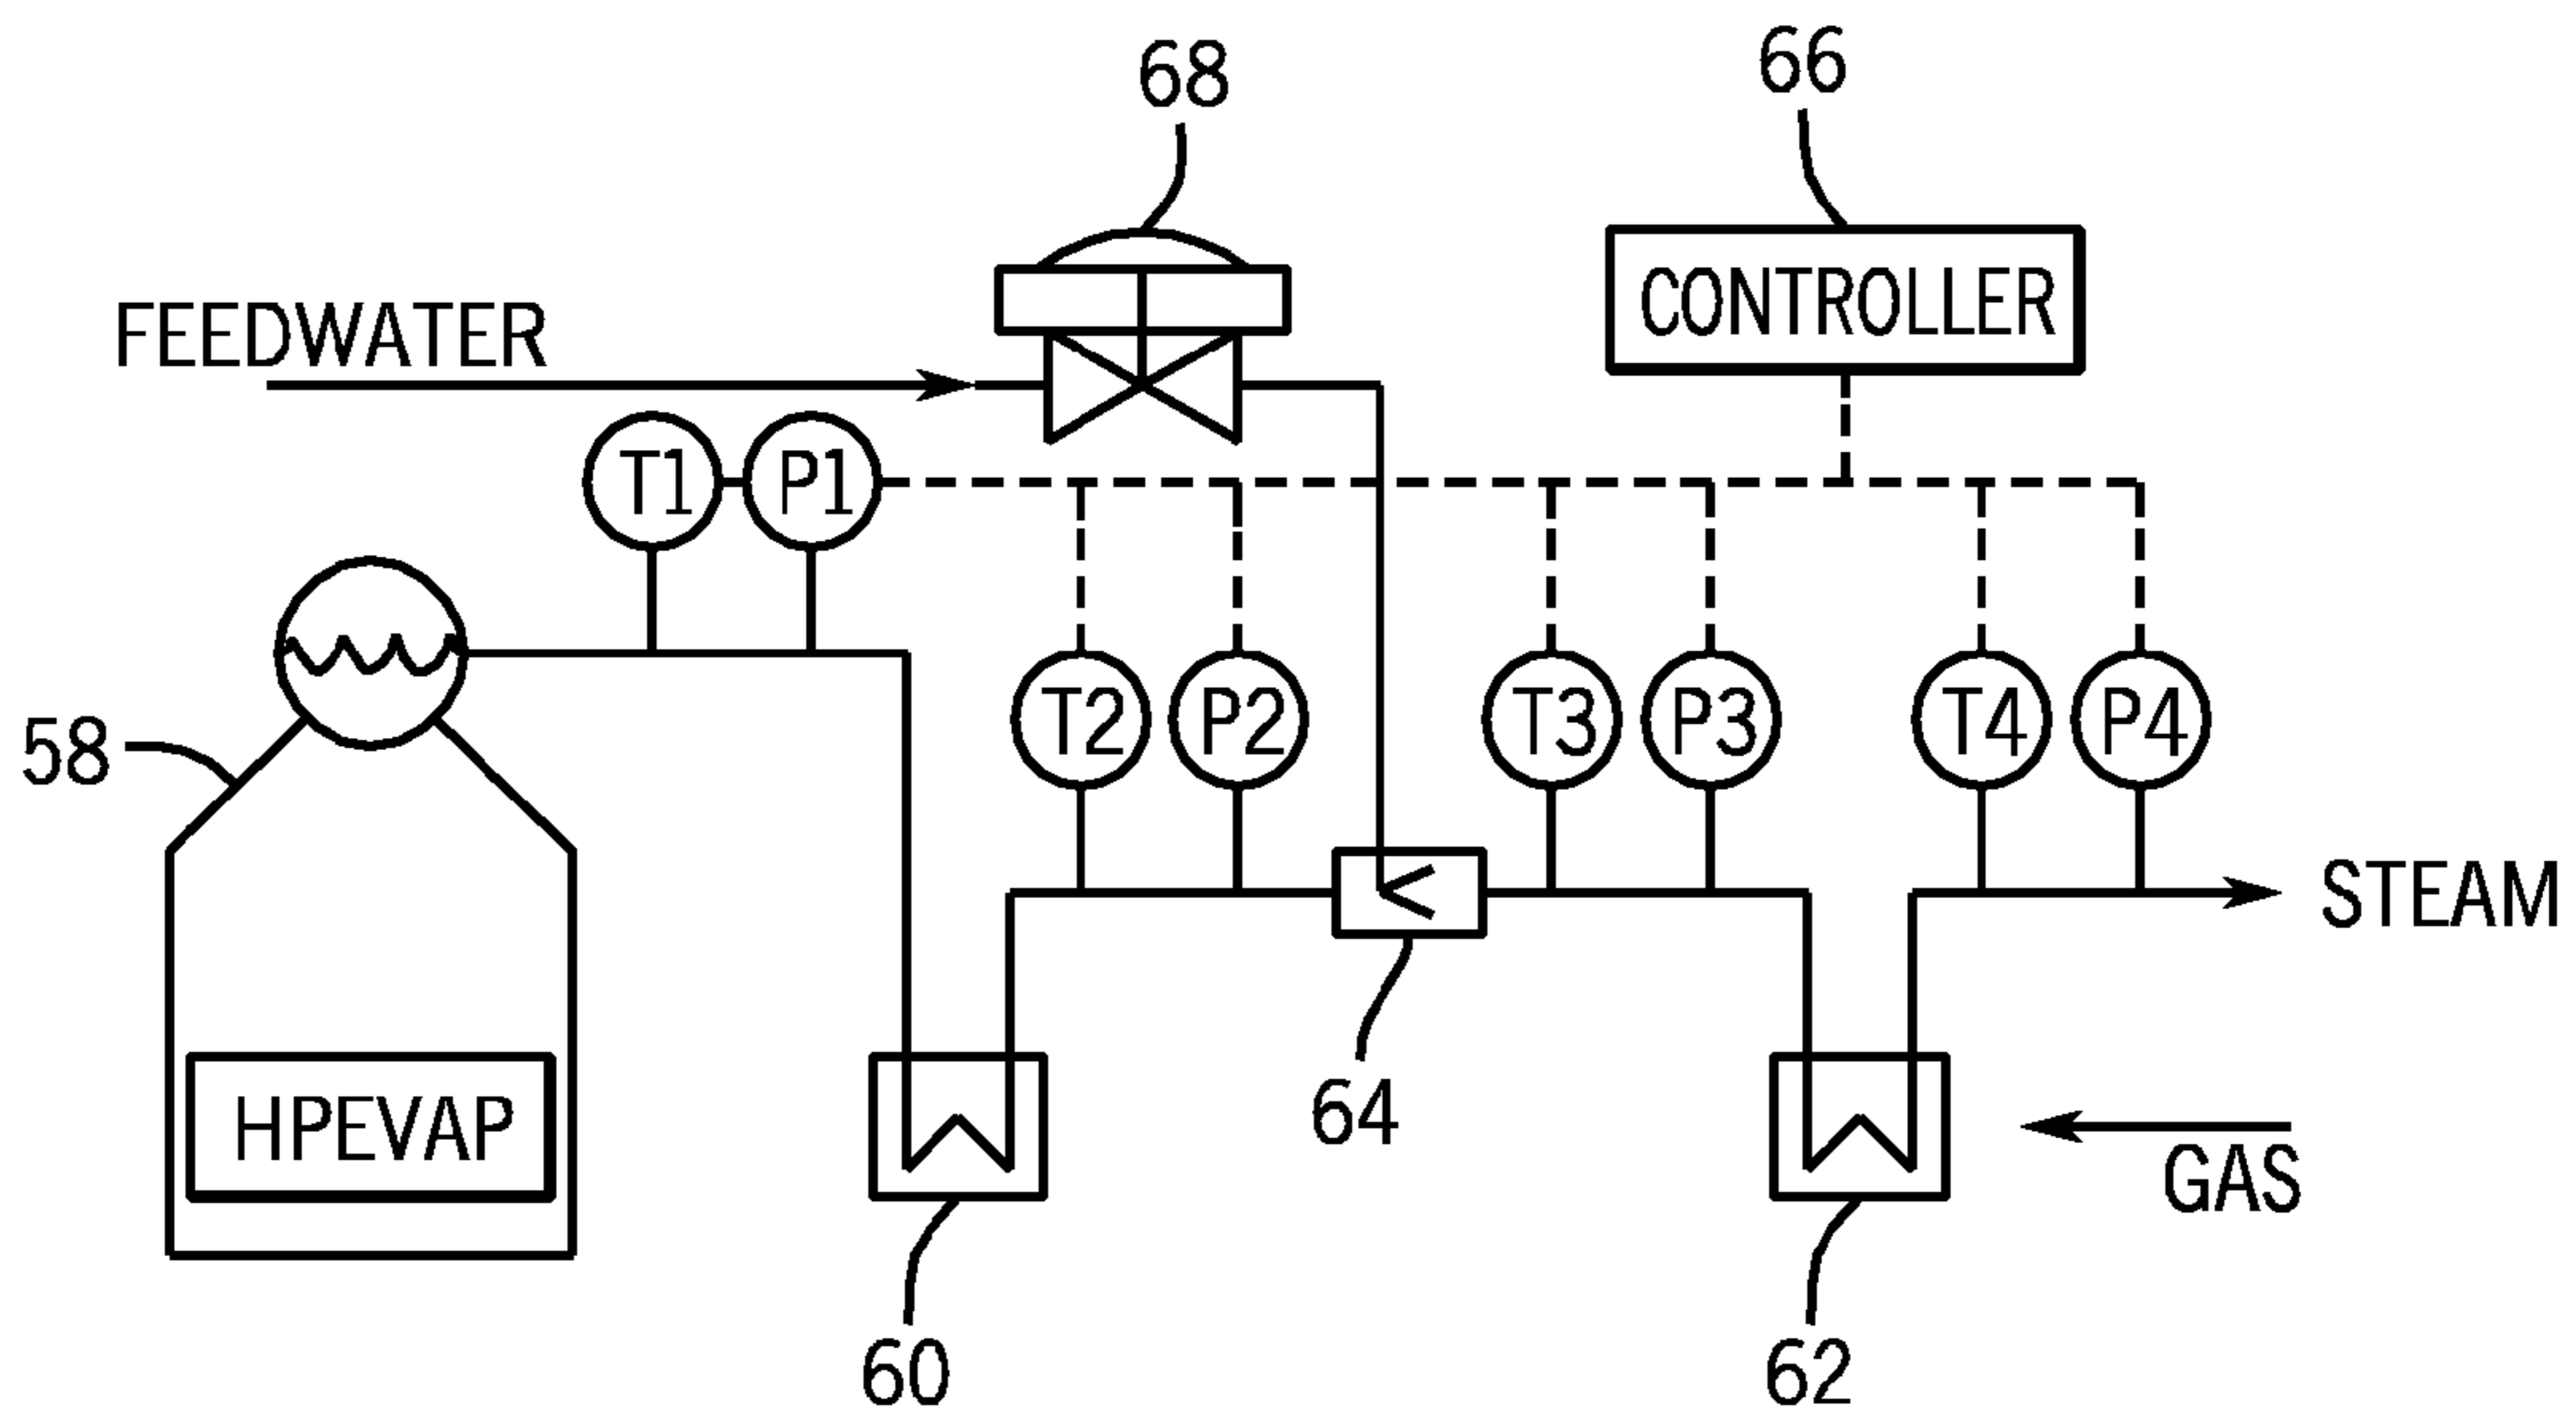 68
66
CONTROLLER
FEEDWATER
T1
P1
T2
P2
T3
P3
T4
P4
58
STEAM
HPEVAP
64
GAS
60
62